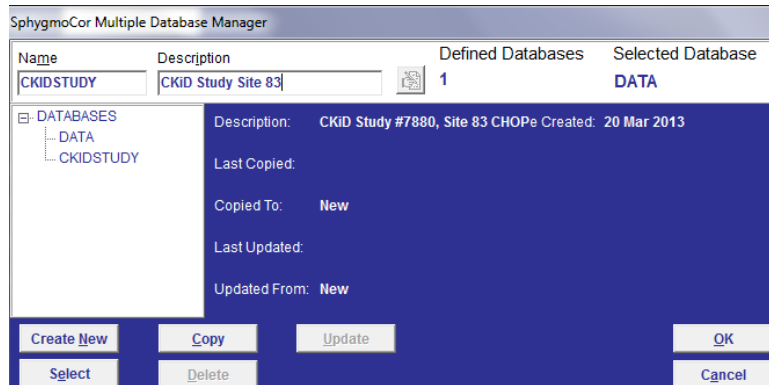 SphygmoCor Multiple Database Manager
Name Description Defined Databases Selected Database
CKIDSTUDY CKiD Study Site 83 1 DATA
DATABASES
DATA
CKIDSTUDY
Description: CKiD Study #7880, Site 83 CHOPe Created: 20 Mar 2013
Last Copied:
Copied To: New
Last Updated:
Updated From: New
Create New Copy Update OK
Select Delete Cancel